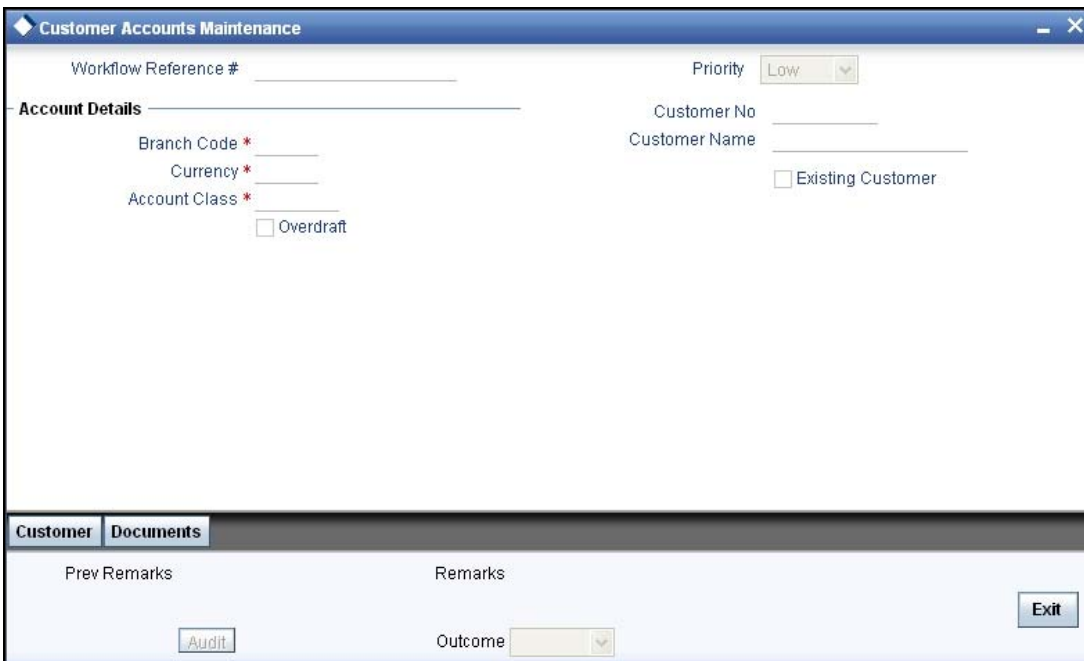 Customer Accounts Maintenance
Workflow Reference #
Priority Low
Account Details
Customer No
Branch Code *
Customer Name
Currency *
Existing Customer
Account Class *
Overdraft
Customer Documents
Prev Remarks
Remarks
Exit
Audit
Outcome